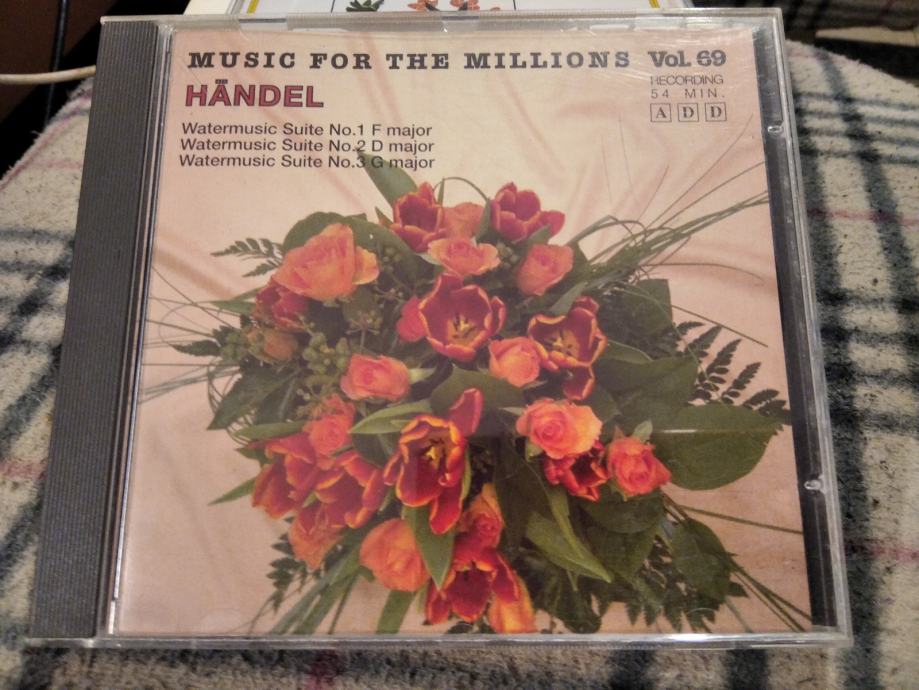 MUSIC FOR THE MILLIONS Vol. 69
HÄNDEL
RECORDING
54 MIN.
ADD
Watermusic Suite No.1 F major
Watermusic Suite No.2 D major
Watermusic Suite No.3 G major